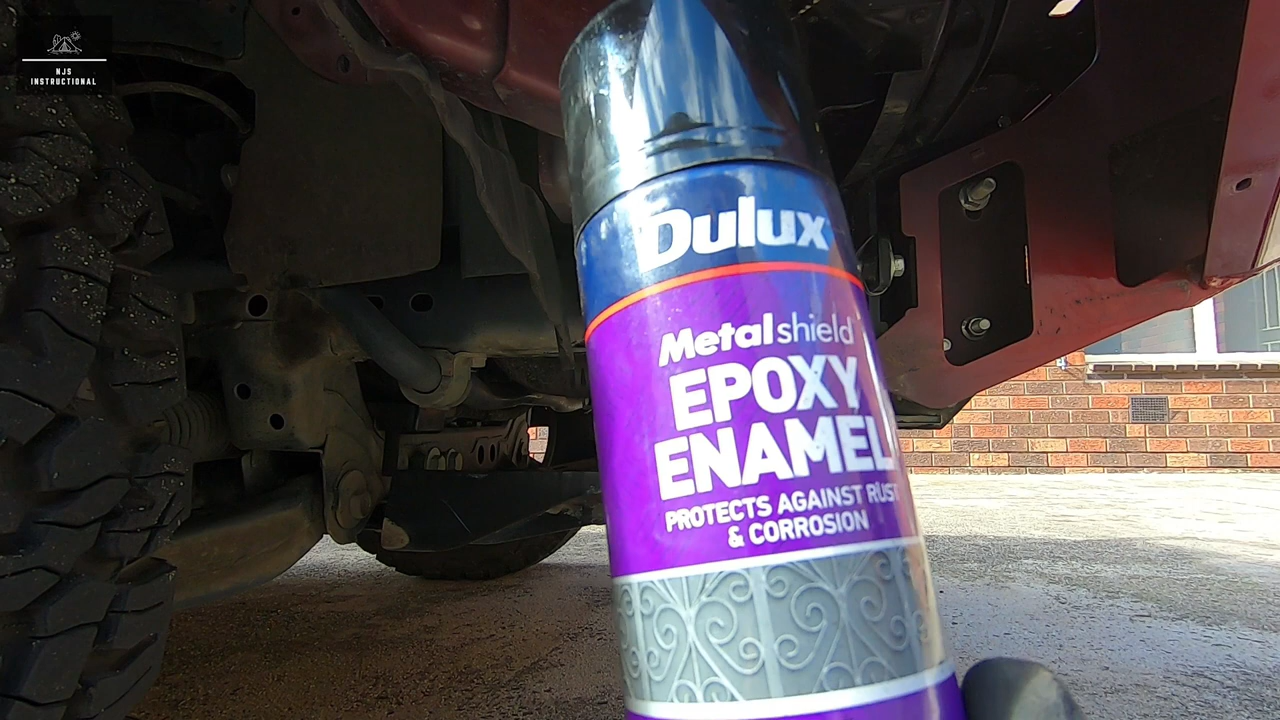 NJS
INSTRUCTIONAL
Dulux
Metalshield
EPOXY
ENAMEL
PROTECTS AGAINST RUST
& CORROSION